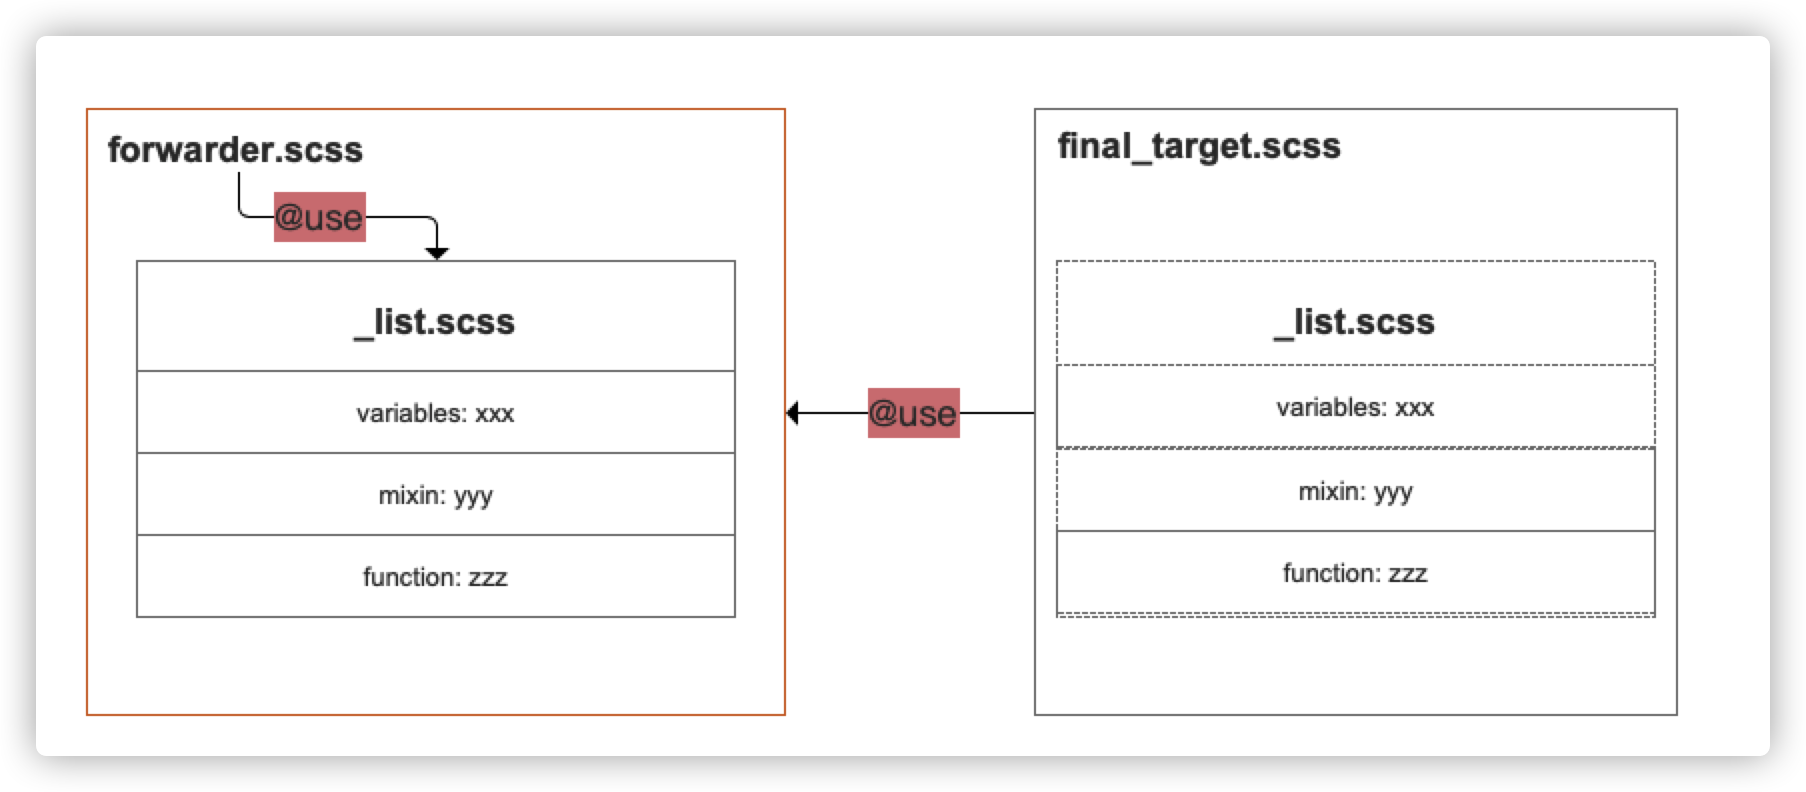 forwarder.scss
@use
_list.scss
variables: xxx
mixin: yyy
function: zzz
@use
final_target.scss
_list.scss
variables: xxx
mixin: yyy
function: zzz